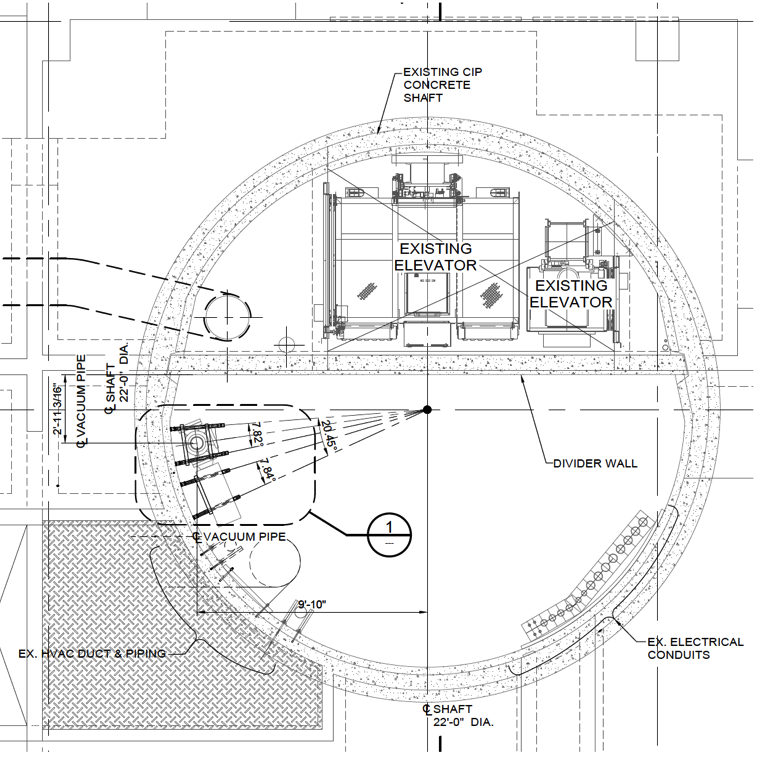 EXISTING CIP
CONCRETE
SHAFT
EXISTING
ELEVATOR
EXISTING
ELEVATOR
2'-11-3/16"
℄ VACUUM PIPE
℄ SHAFT
22'-0" DIA.
7.82°
20.45°
7.84°
DIVIDER WALL
1
℄ VACUUM PIPE
9'-10"
EX. HVAC DUCT & PIPING
EX. ELECTRICAL
CONDUITS
℄ SHAFT
22'-0" DIA.